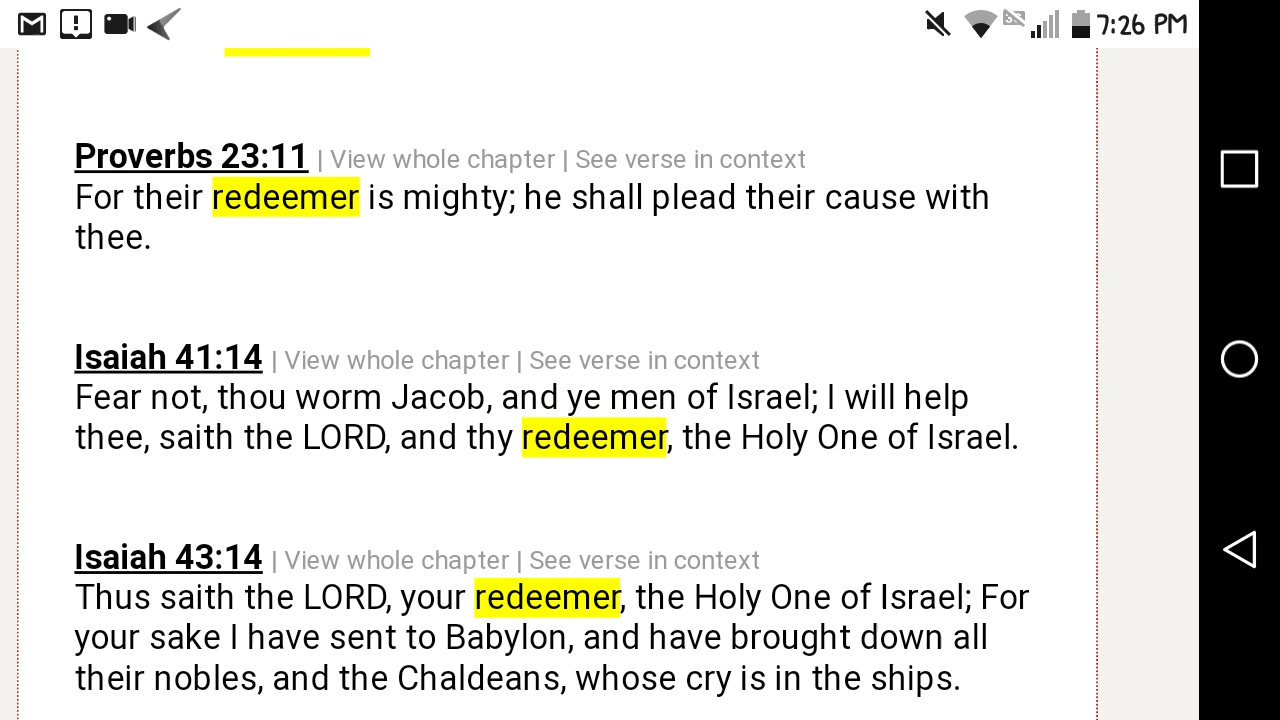 7:26 PM
Proverbs 23:11 | View whole chapter | See verse in context
For their redeemer is mighty; he shall plead their cause with
thee.
Isaiah 41:14 | View whole chapter | See verse in context
Fear not, thou worm Jacob, and ye men of Israel; I will help
thee, saith the LORD, and thy redeemer, the Holy One of Israel.
Isaiah 43:14 | View whole chapter | See verse in context
Thus saith the LORD, your redeemer, the Holy One of Israel; For
your sake I have sent to Babylon, and have brought down all
their nobles, and the Chaldeans, whose cry is in the ships.